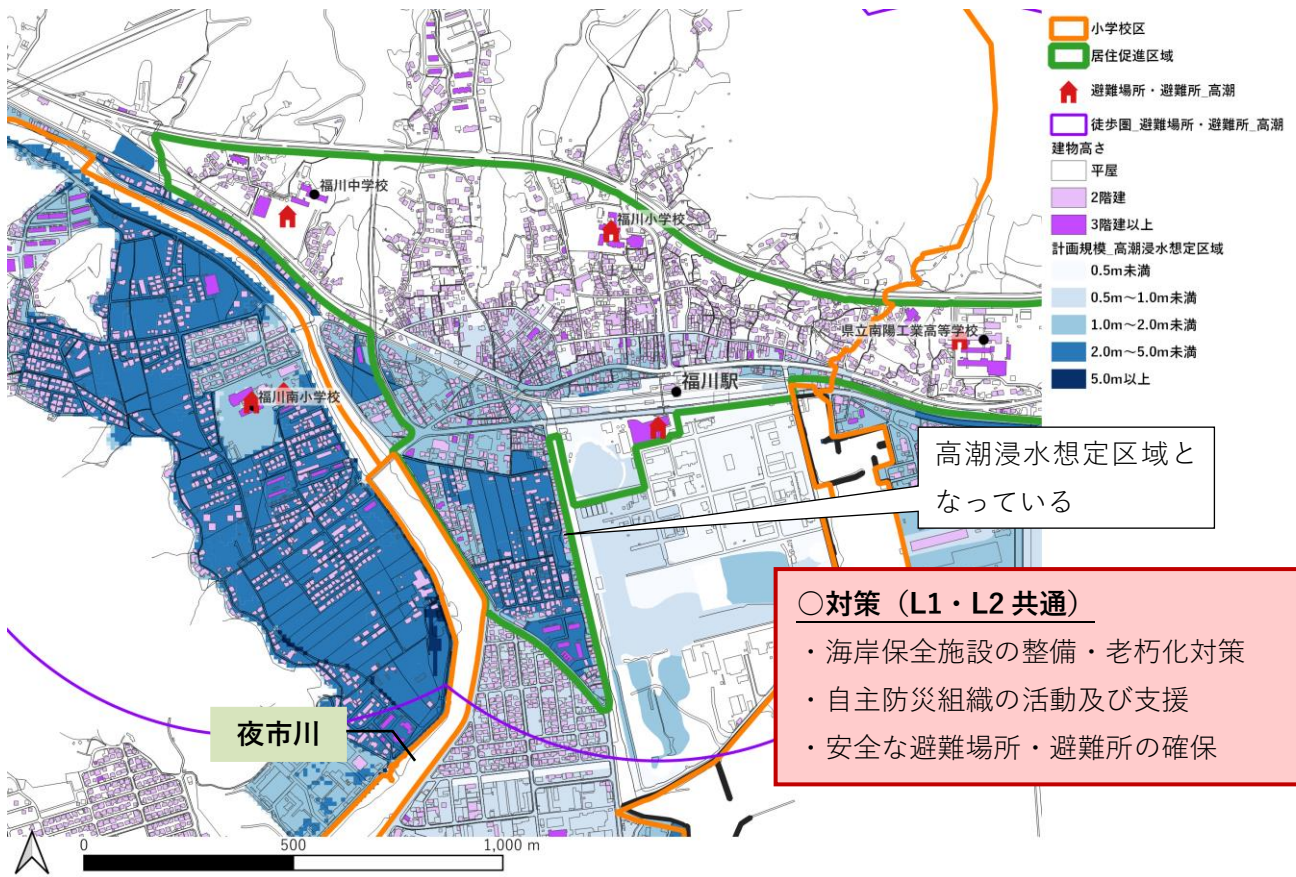 小学校区
居住促進区域
避難場所・避難所_高潮
徒歩圏_避難場所・避難所_高潮
建物高さ
平屋
2階建
3階建以上
計画規模_高潮浸水想定区域
0.5m未満
0.5m～1.0m未満
1.0m～2.0m未満
2.0m～5.0m未満
5.0m以上
福川中学校
福川小学校
県立南陽工業高等学校
福川駅
福川南小学校
高潮浸水想定区域と
なっている
○対策（L1・L2 共通）
・海岸保全施設の整備・老朽化対策
・自主防災組織の活動及び支援
・安全な避難場所・避難所の確保
夜市川
0
500
1,000 m